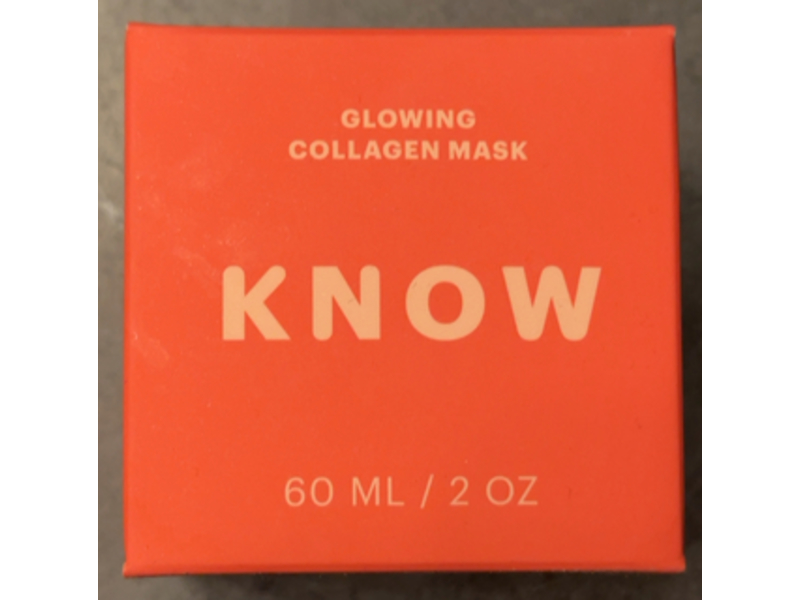 GLOWING
COLLAGEN MASK
KNOW
60 ML / 2 OZ